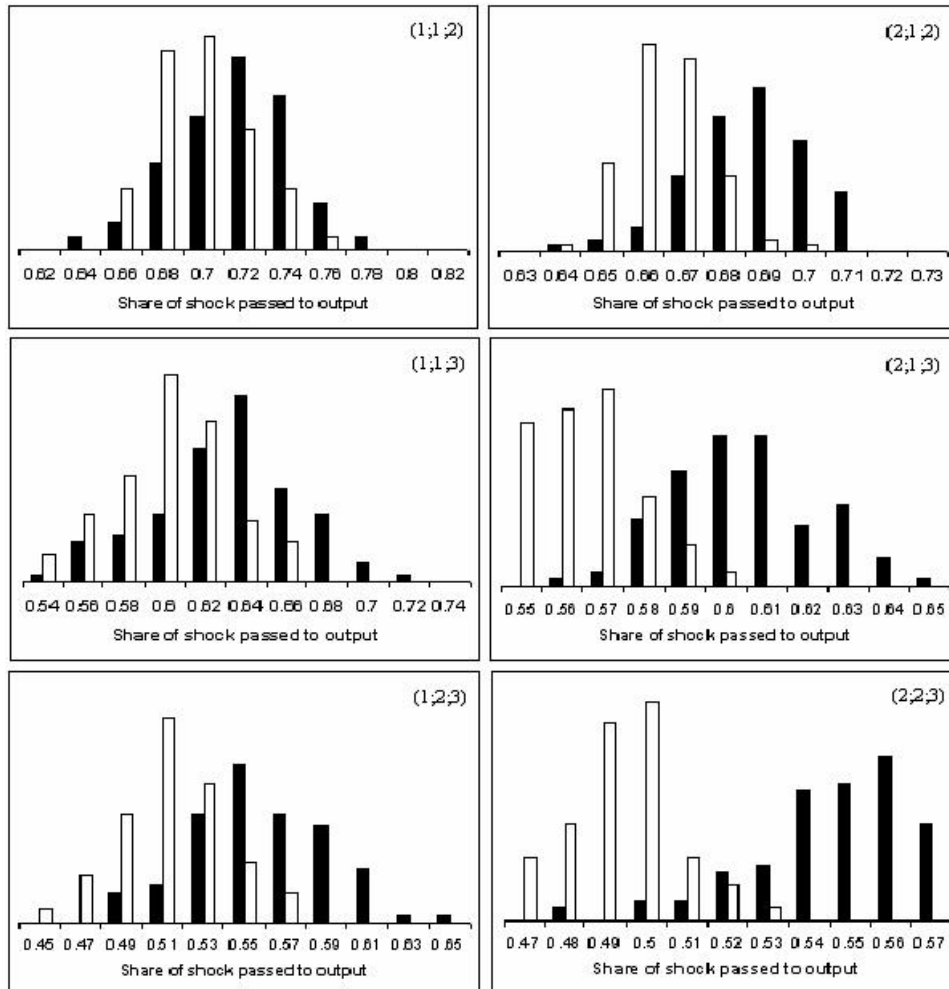 (1;1;2)
0.62 0.64 0.66 0.68 0.7 0.72 0.74 0.76 0.78 0.8 0.82
Share of shock passed to output
(2;1;2)
0.63 0.64 0.65 0.66 0.67 0.68 0.69 0.7 0.71 0.72 0.73
Share of shock passed to output
(1;1;3)
0.54 0.56 0.58 0.6 0.62 0.64 0.66 0.68 0.7 0.72 0.74
Share of shock passed to output
(2;1;3)
0.55 0.56 0.57 0.58 0.59 0.6 0.61 0.62 0.63 0.64 0.65
Share of shock passed to output
(1;2;3)
0.45 0.47 0.49 0.51 0.53 0.55 0.57 0.59 0.61 0.63 0.65
Share of shock passed to output
(2;2;3)
0.47 0.48 0.49 0.5 0.51 0.52 0.53 0.54 0.55 0.56 0.57
Share of shock passed to output